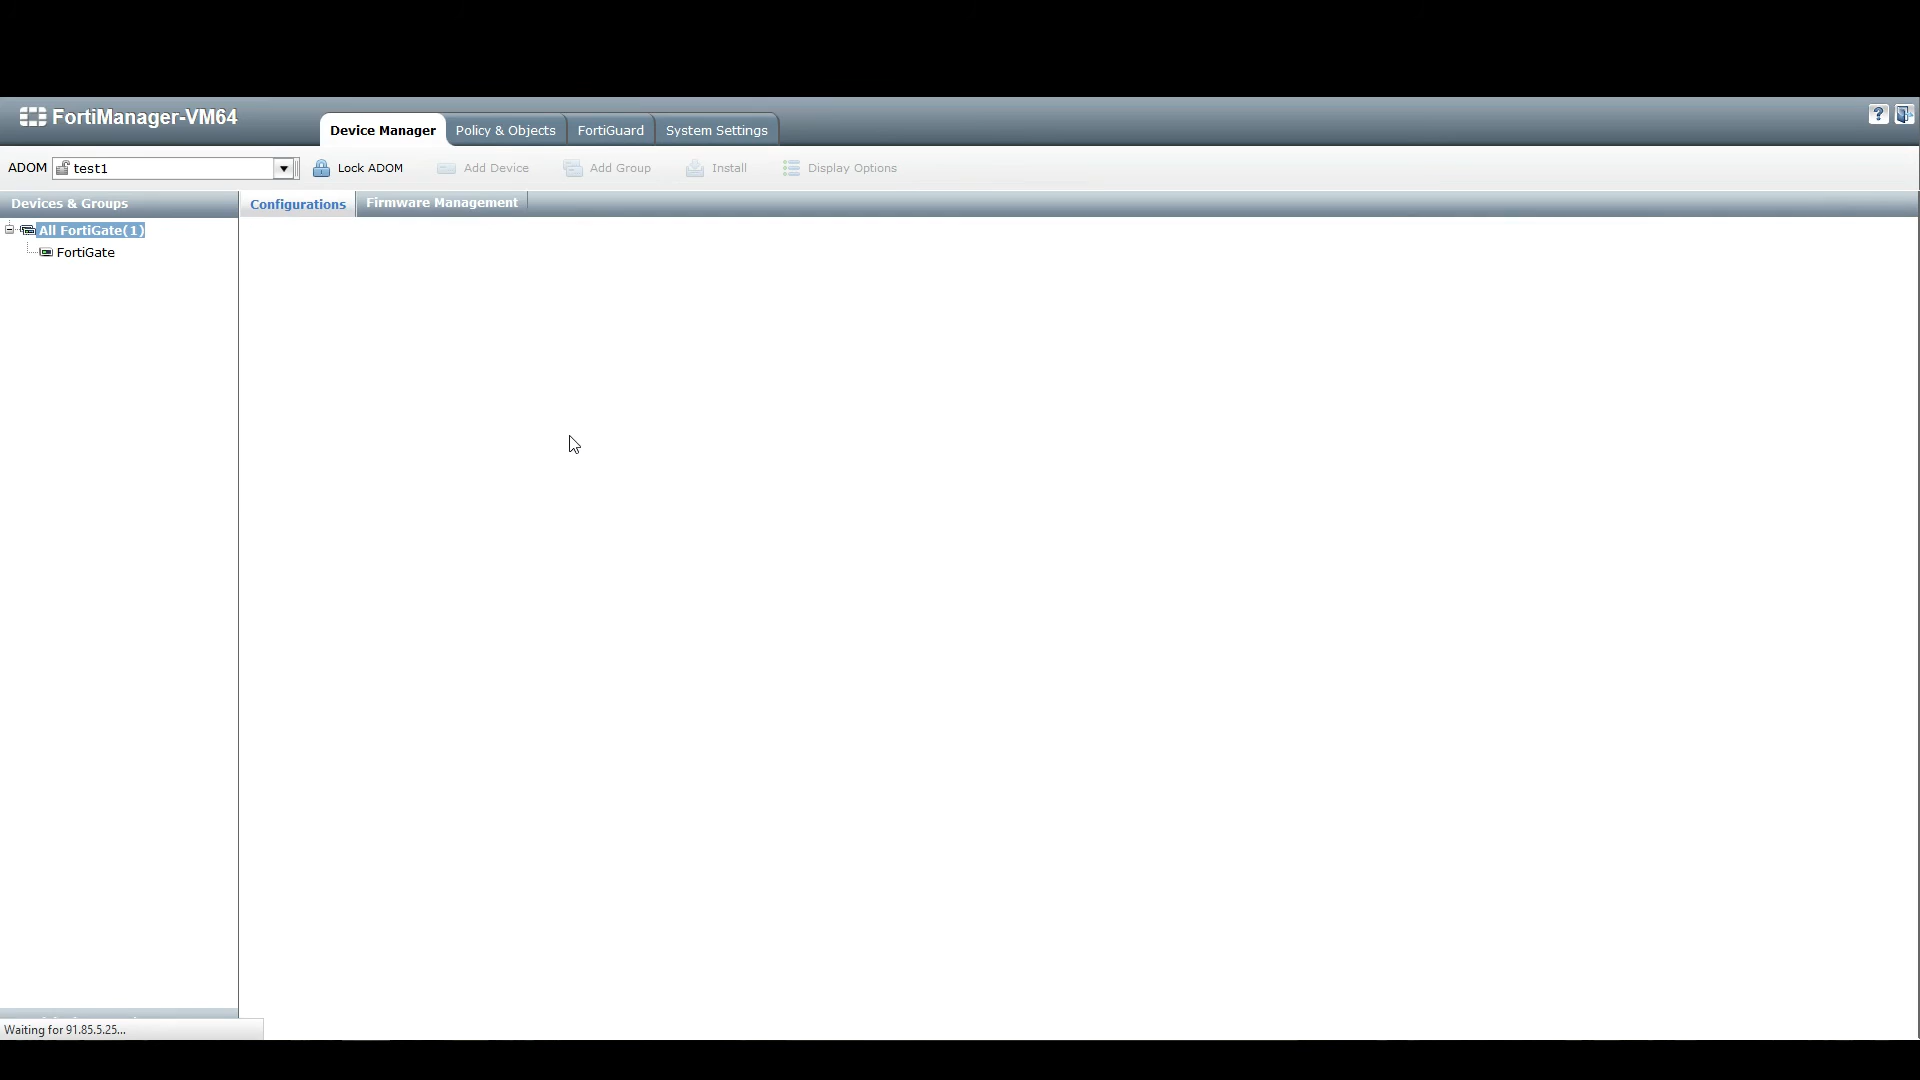 FortiManager-VM64
Device Manager
Policy & Objects
FortiGuard
System Settings
?
ADOM
test1
Lock ADOM
Add Device
Add Group
Install
Display Options
Devices & Groups
Configurations
Firmware Management
All FortiGate(1)
FortiGate
Waiting for 91.85.5.25...